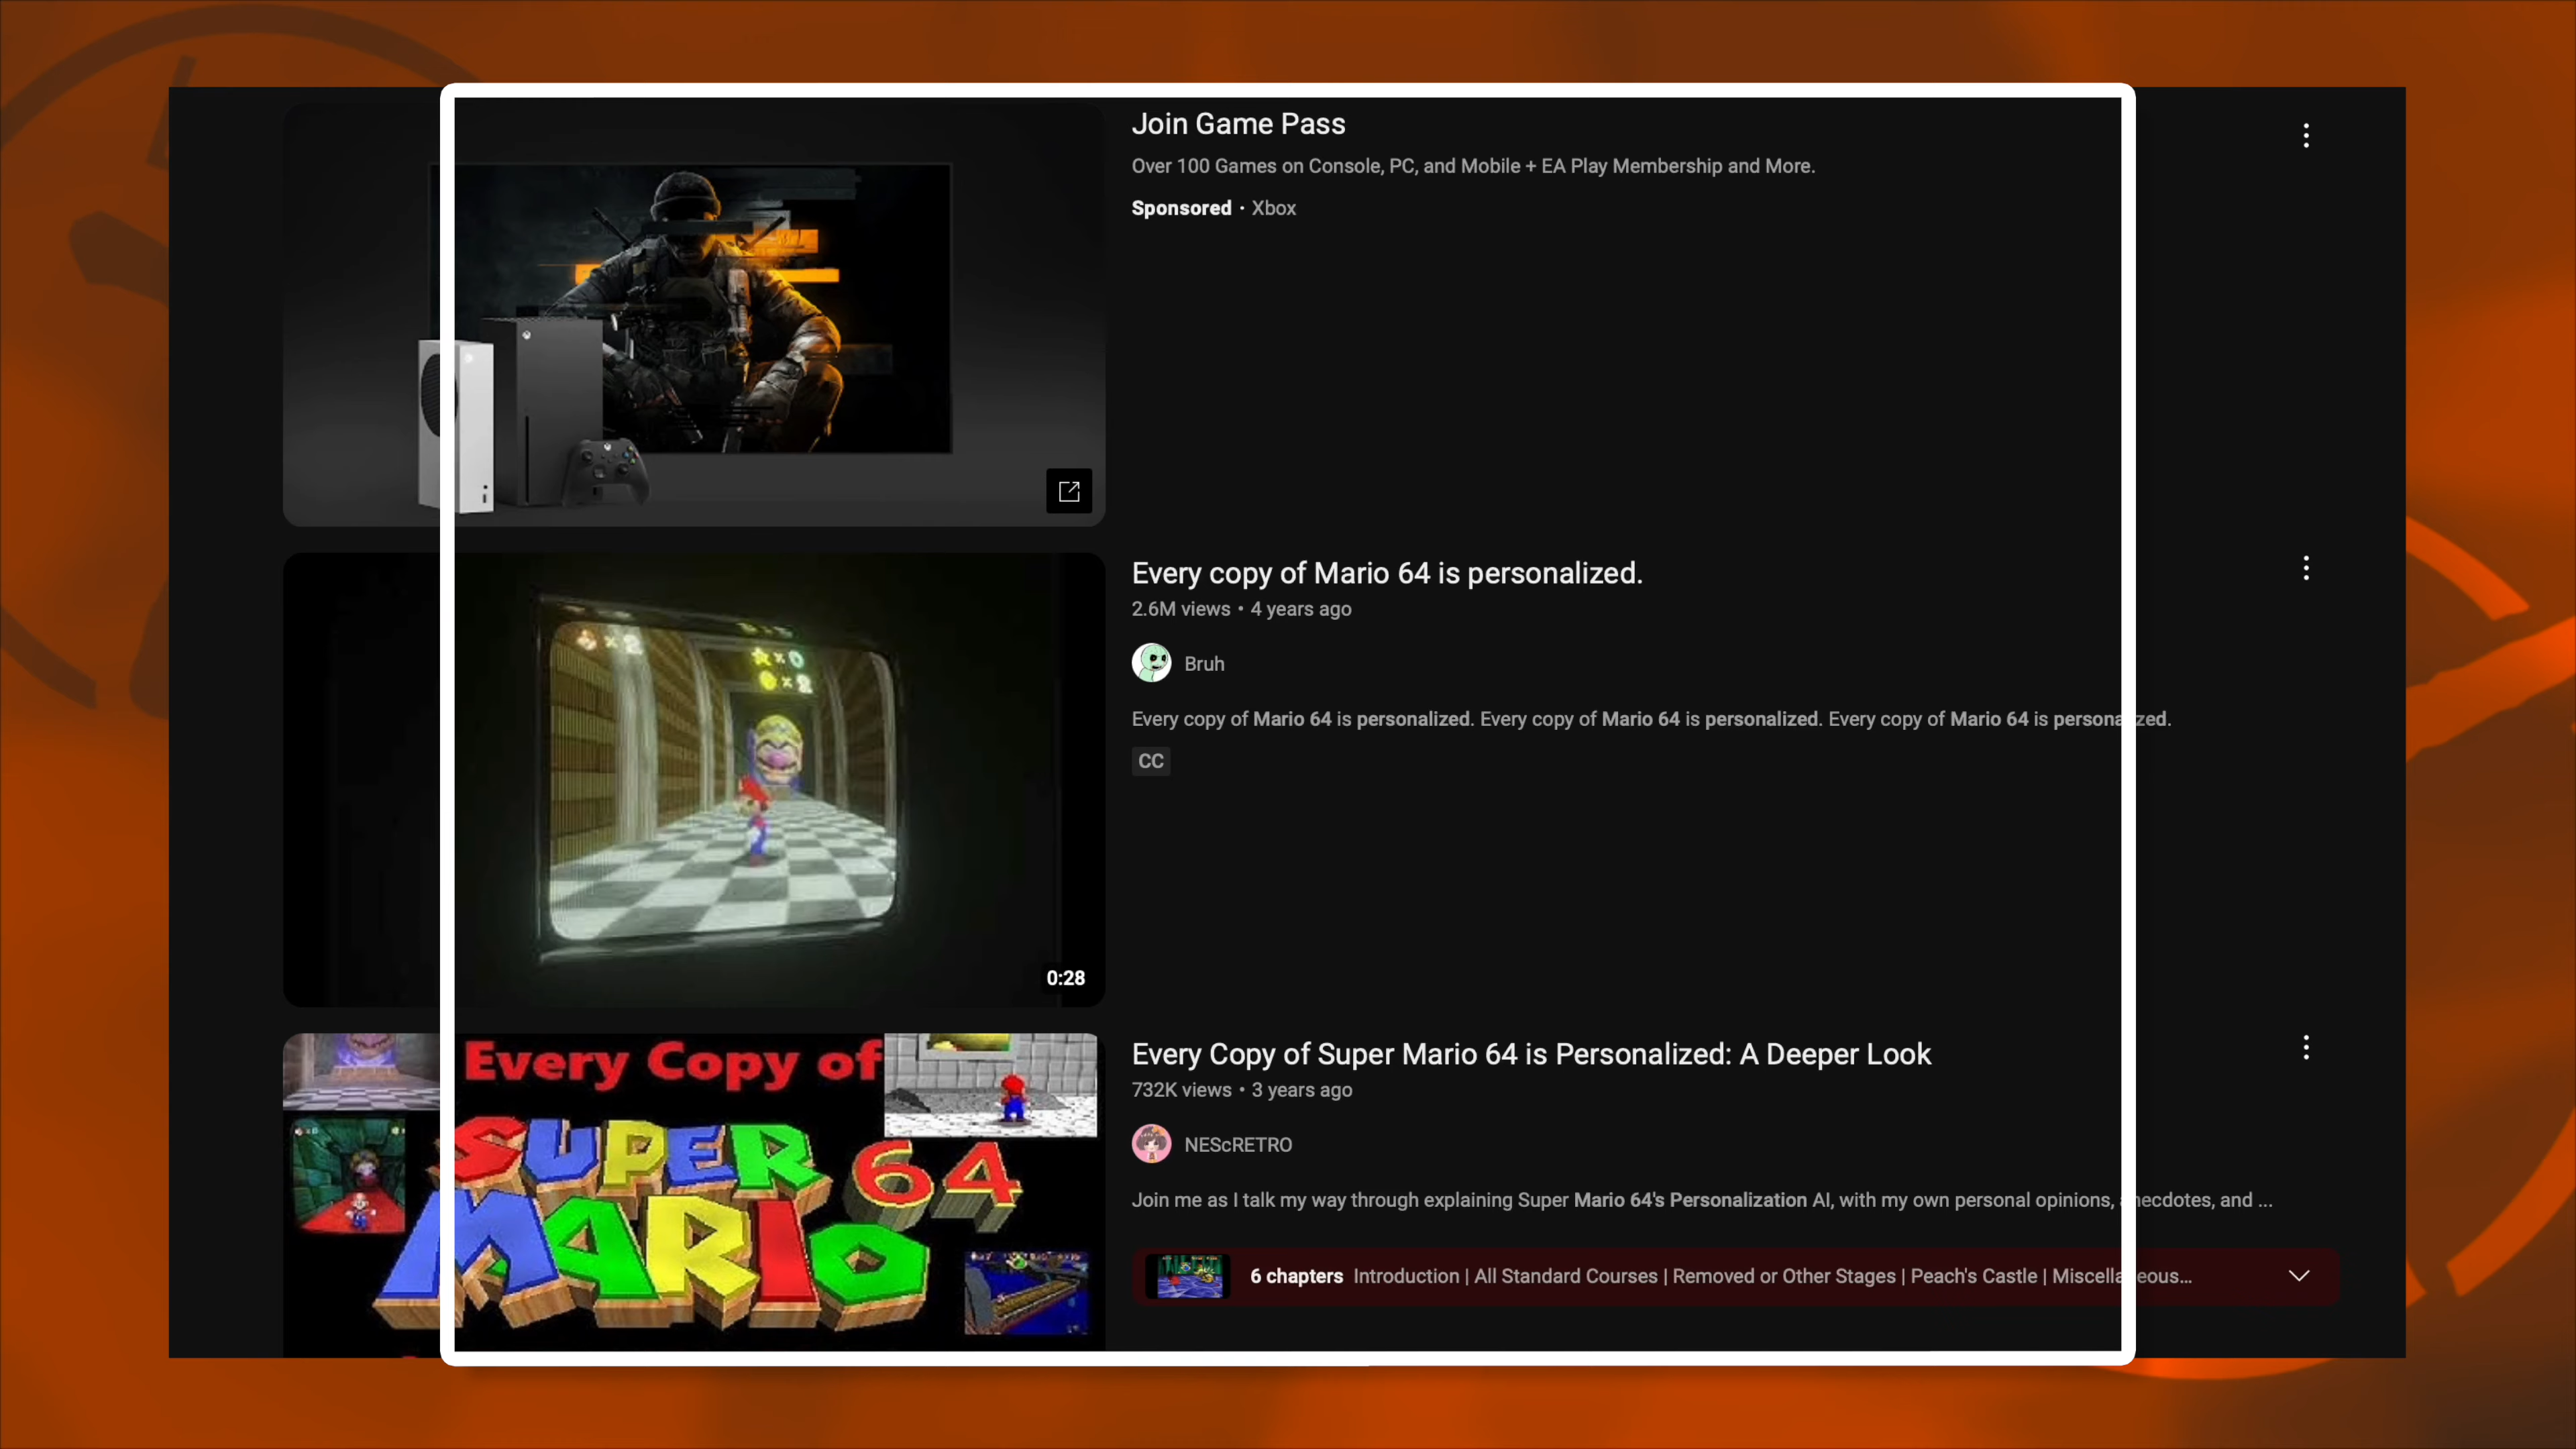 Join Game Pass
Over 100 Games on Console, PC, and Mobile + EA Play Membership and More.
Sponsored · Xbox
× 2
× 0
× 2
0:28
Every copy of Mario 64 is personalized.
2.6M views • 4 years ago
Bruh
Every copy of Mario 64 is personalized. Every copy of Mario 64 is personalized. Every copy of Mario 64 is persona zed.
CC
Every Copy of
SUPER
MARIO
64
Every Copy of Super Mario 64 is Personalized: A Deeper Look
732K views • 3 years ago
NEScRETRO
Join me as I talk my way through explaining Super Mario 64's Personalization AI, with my own personal opinions, necdotes, and ...
6 chapters Introduction | All Standard Courses | Removed or Other Stages | Peach's Castle | Miscella eous...